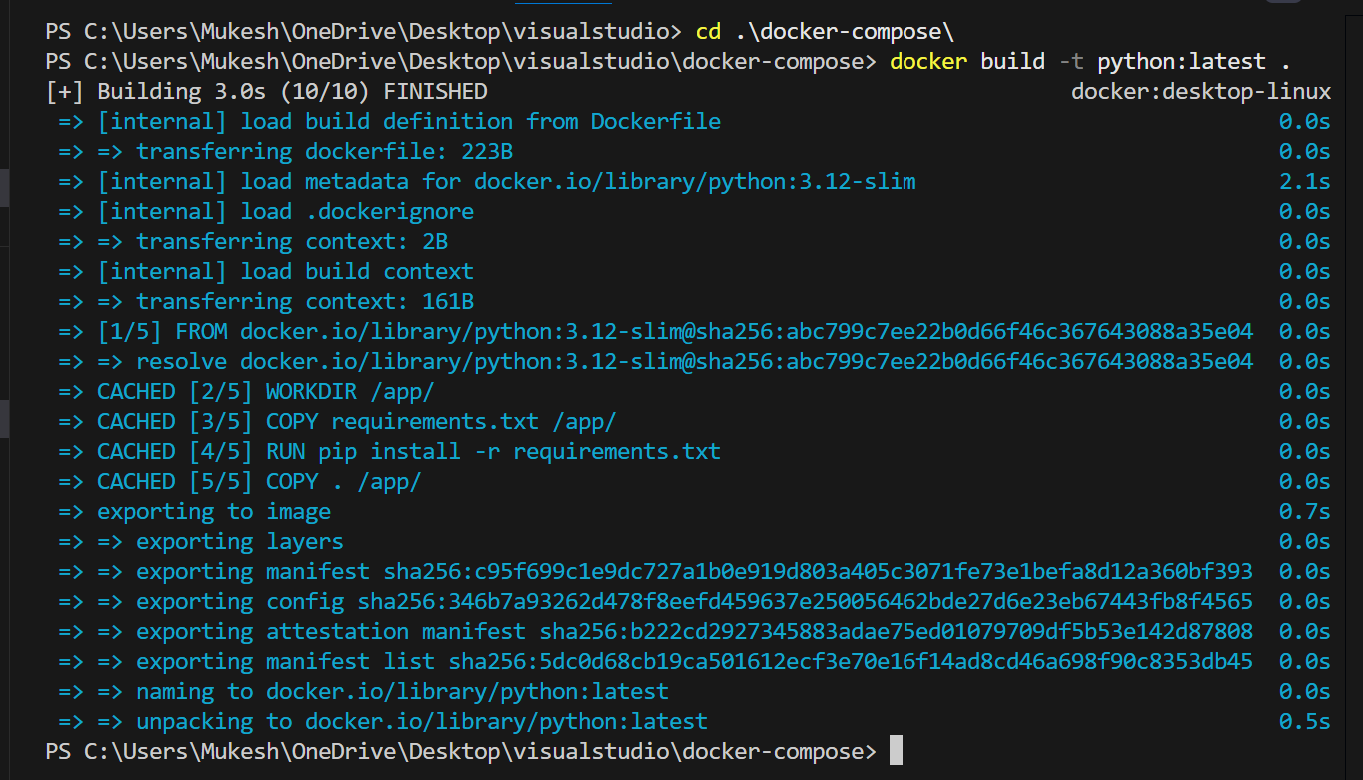 PS C:\Users\Mukesh\OneDrive\Desktop\visualstudio> cd .\docker-compose\
PS C:\Users\Mukesh\OneDrive\Desktop\visualstudio\docker-compose> docker build -t python:latest .
[+] Building 3.0s (10/10) FINISHED docker:desktop-linux
=> [internal] load build definition from Dockerfile 0.0s
=> => transferring dockerfile: 223B 0.0s
=> [internal] load metadata for docker.io/library/python:3.12-slim 2.1s
=> [internal] load .dockerignore 0.0s
=> => transferring context: 2B 0.0s
=> [internal] load build context 0.0s
=> => transferring context: 161B 0.0s
=> [1/5] FROM docker.io/library/python:3.12-slim@sha256:abc799c7ee22b0d66f46c367643088a35e04 0.0s
=> => resolve docker.io/library/python:3.12-slim@sha256:abc799c7ee22b0d66f46c367643088a35e04 0.0s
=> CACHED [2/5] WORKDIR /app/ 0.0s
=> CACHED [3/5] COPY requirements.txt /app/ 0.0s
=> CACHED [4/5] RUN pip install -r requirements.txt 0.0s
=> CACHED [5/5] COPY . /app/ 0.0s
=> exporting to image 0.7s
=> => exporting layers 0.0s
=> => exporting manifest sha256:c95f699c1e9dc727a1b0e919d803a405c3071fe73e1befa8d12a360bf393 0.0s
=> => exporting config sha256:346b7a93262d478f8eefd459637e250056462bde27d6e23eb67443fb8f4565 0.0s
=> => exporting attestation manifest sha256:b222cd2927345883adae75ed01079709df5b53e142d87808 0.0s
=> => exporting manifest list sha256:5dc0d68cb19ca501612ecf3e70e16f14ad8cd46a698f90c8353db45 0.0s
=> => naming to docker.io/library/python:latest 0.0s
=> => unpacking to docker.io/library/python:latest 0.5s
PS C:\Users\Mukesh\OneDrive\Desktop\visualstudio\docker-compose>